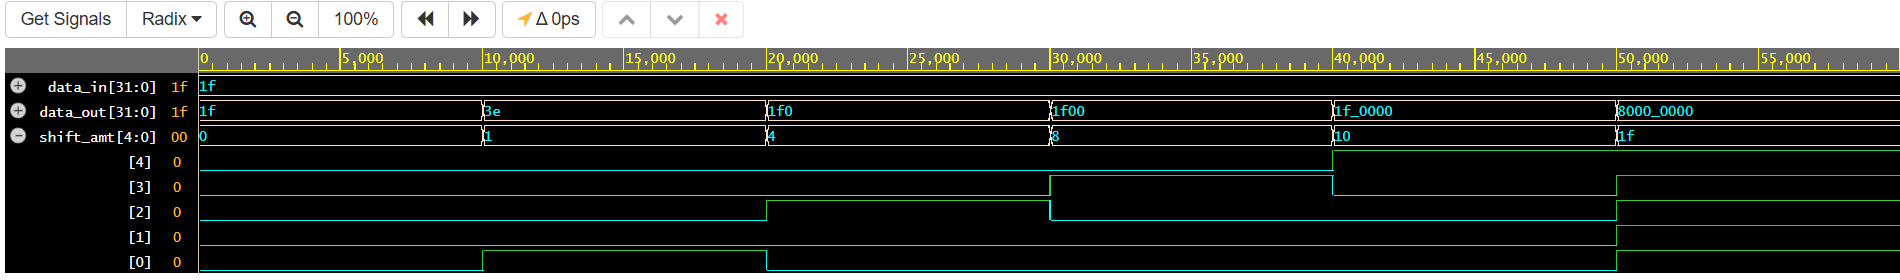 Get Signals Radix 100% Δ 0ps
0 5,000 10,000 15,000 20,000 25,000 30,000 35,000 40,000 45,000 50,000 55,000
data_in[31:0] 1f 1f
data_out[31:0] 1f 1f 3e 1f0 1f00 1f_0000 8000_0000
shift_amt[4:0] 00 0 1 4 8 10 1f
[4] 0
[3] 0
[2] 0
[1] 0
[0] 0